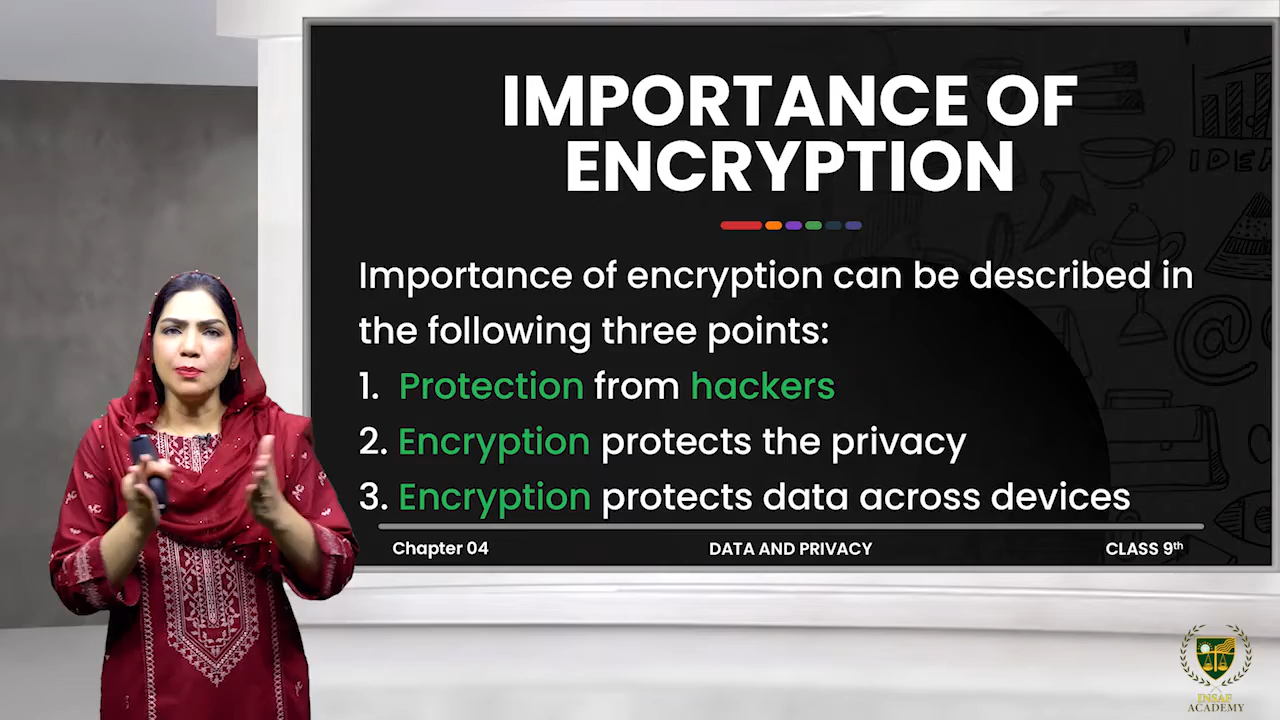 IMPORTANCE OF
ENCRYPTION
IDEA
Importance of encryption can be described in
the following three points:
1. Protection from hackers
2. Encryption protects the privacy
3. Encryption protects data across devices
Chapter 04
DATA AND PRIVACY
CLASS 9th
INSAF
ACADEMY